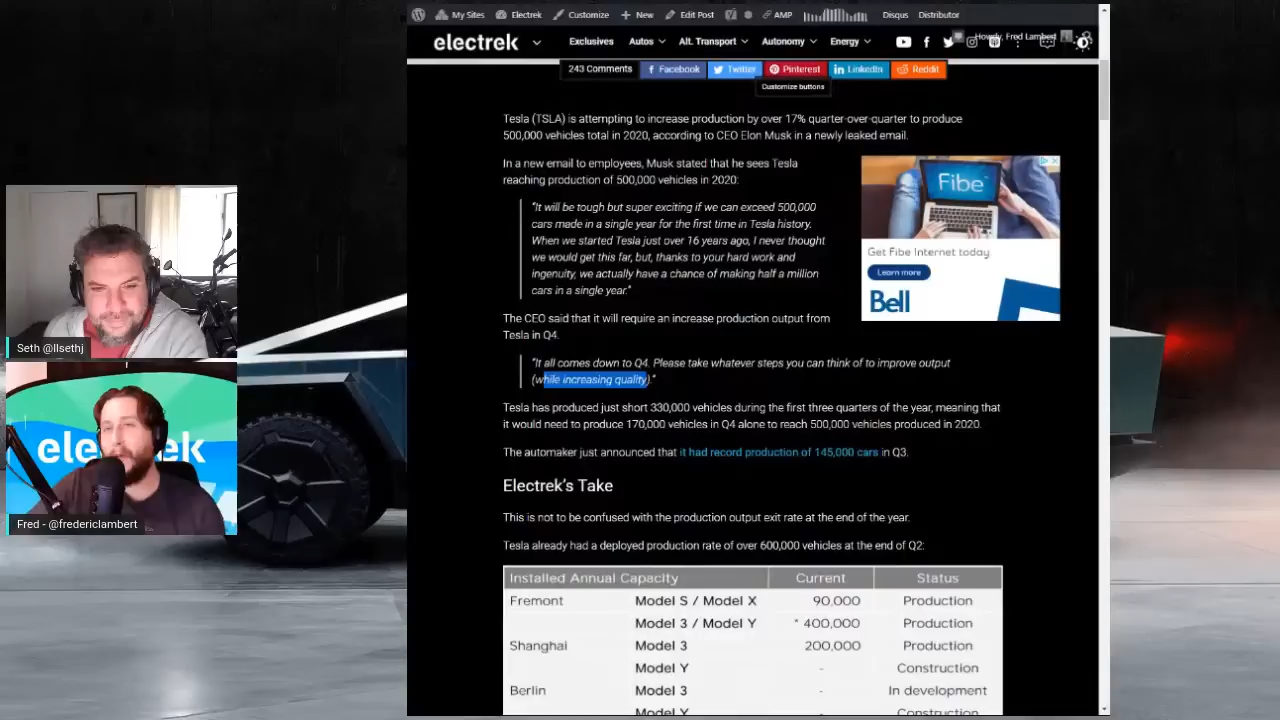 My Sites
Electrek
Customize
New
Edit Post
AMP
Disqus
Distributor
electrek
Exclusives
Autos
Alt. Transport
Autonomy
Energy
Howdy, Fred Lambert
243 Comments
Facebook
Twitter
Pinterest
LinkedIn
Reddit
Customize buttons
Tesla (TSLA) is attempting to increase production by over 17% quarter-over-quarter to produce
500,000 vehicles total in 2020, according to CEO Elon Musk in a newly leaked email.
In a new email to employees, Musk stated that he sees Tesla
reaching production of 500,000 vehicles in 2020:
"It will be tough but super exciting if we can exceed 500,000
cars made in a single year for the first time in Tesla history.
When we started Tesla just over 16 years ago, I never thought
we would get this far, but, thanks to your hard work and
ingenuity, we actually have a chance of making half a million
cars in a single year."
Fibe
Get Fibe Internet today.
Learn more
Bell
The CEO said that it will require an increase production output from
Tesla in Q4.
"It all comes down to Q4. Please take whatever steps you can think of to improve output
(while increasing quality)."
Tesla has produced just short 330,000 vehicles during the first three quarters of the year, meaning that
it would need to produce 170,000 vehicles in Q4 alone to reach 500,000 vehicles produced in 2020.
The automaker just announced that it had record production of 145,000 cars in Q3.
Electrek's Take
This is not to be confused with the production output exit rate at the end of the year.
Tesla already had a deployed production rate of over 600,000 vehicles at the end of Q2:
Installed Annual Capacity Current Status
Fremont Model S / Model X 90,000 Production
Model 3 / Model Y * 400,000 Production
Shanghai Model 3 200,000 Production
Model Y - Construction
Berlin Model 3 - In development
Model Y - Construction
Seth @llsethj
ele ek
Fred - @fredericlambert